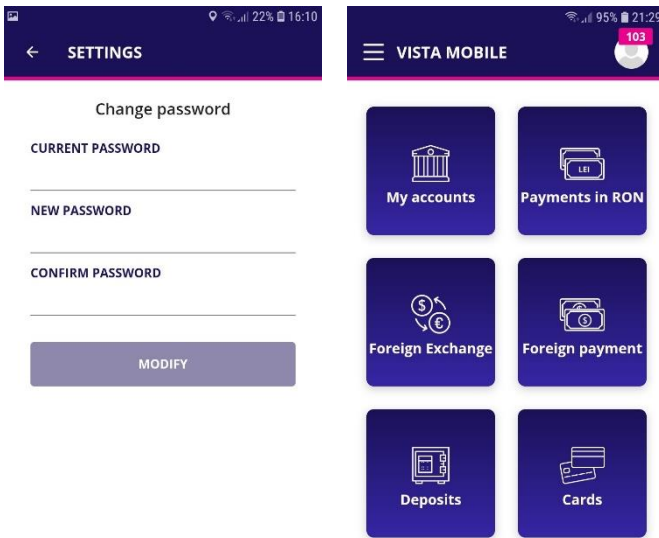 22% 16:10
SETTINGS
Change password
CURRENT PASSWORD
NEW PASSWORD
CONFIRM PASSWORD
MODIFY
95% 21:29
103
VISTA MOBILE
My accounts
LEI
Payments in RON
$ €
Foreign Exchange
$
Foreign payment
Deposits
Cards